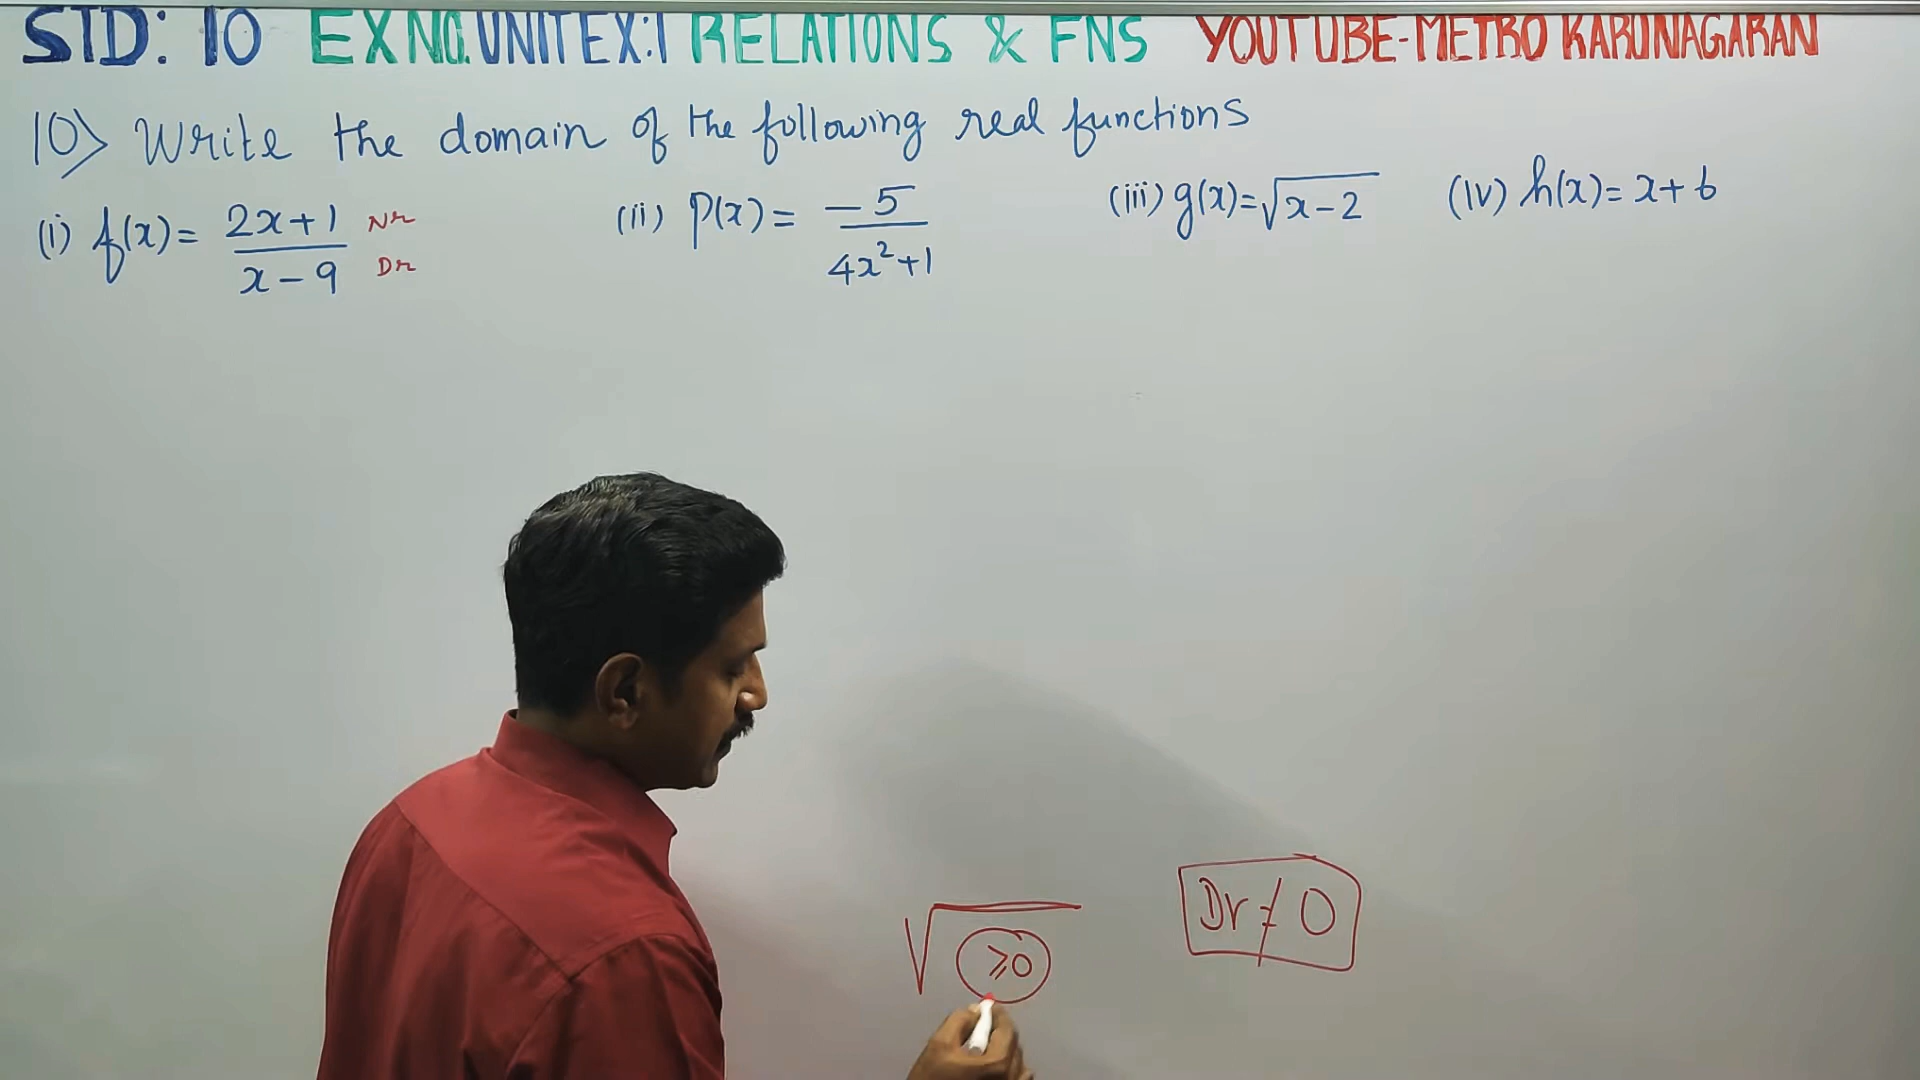 STD: 10 EX NO. UNIT EX:1 RELATIONS & FNS YOUTUBE-METRO KARUNAGARAN
10> Write the domain of the following real functions
(i) f(x)= 2x+1 / x-9 Nr Dr
(ii) P(x)= -5 / 4x²+1
(iii) g(x)=√x-2
(iv) h(x)= x+6
√ ≥0
Dr ≠ 0